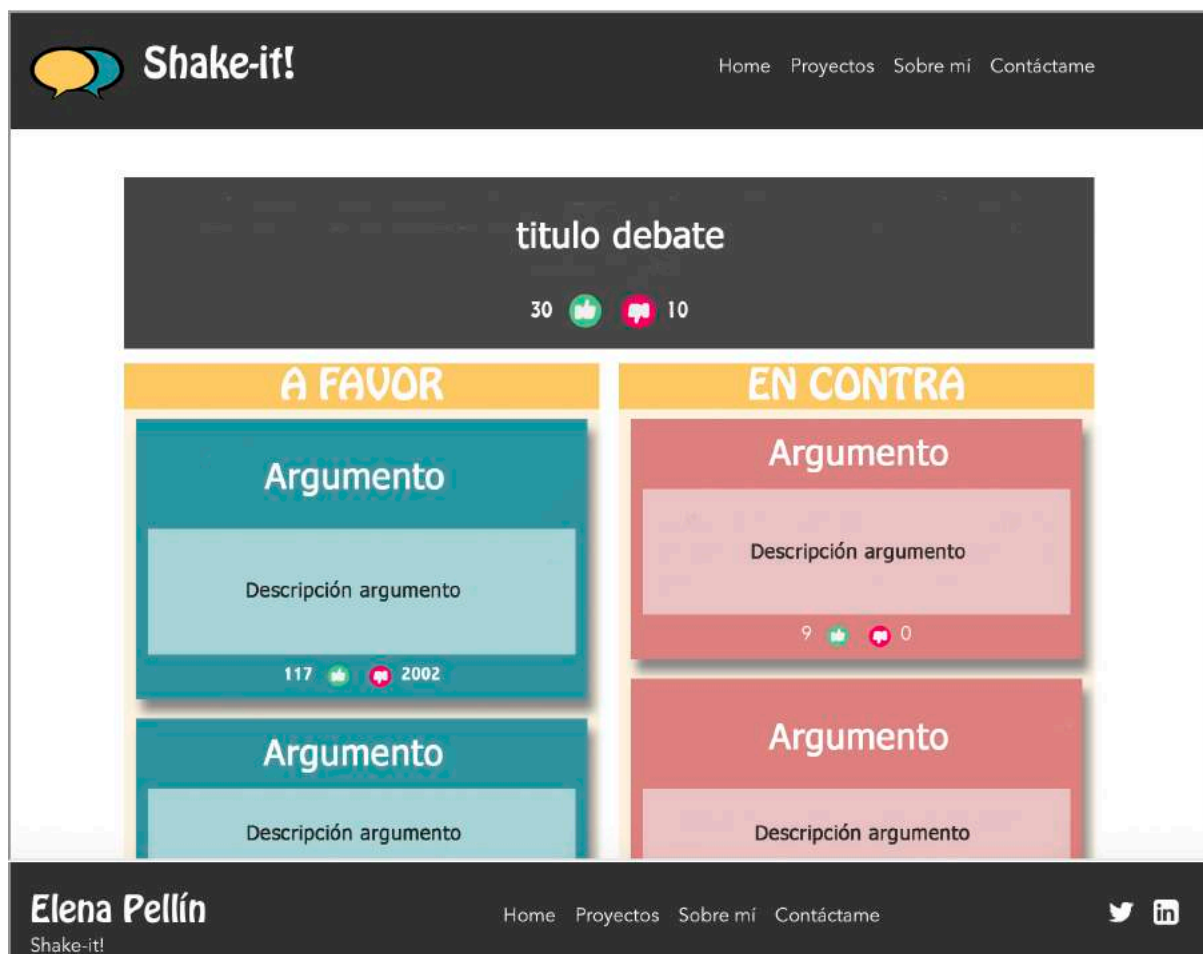 Shake-it!
Home Proyectos Sobre mí Contáctame
titulo debate
30 10
A FAVOR
Argumento
Descripción argumento
117 2002
Argumento
Descripción argumento
EN CONTRA
Argumento
Descripción argumento
9 0
Argumento
Descripción argumento
Elena Pellín
Shake-it!
Home Proyectos Sobre mí Contáctame
in